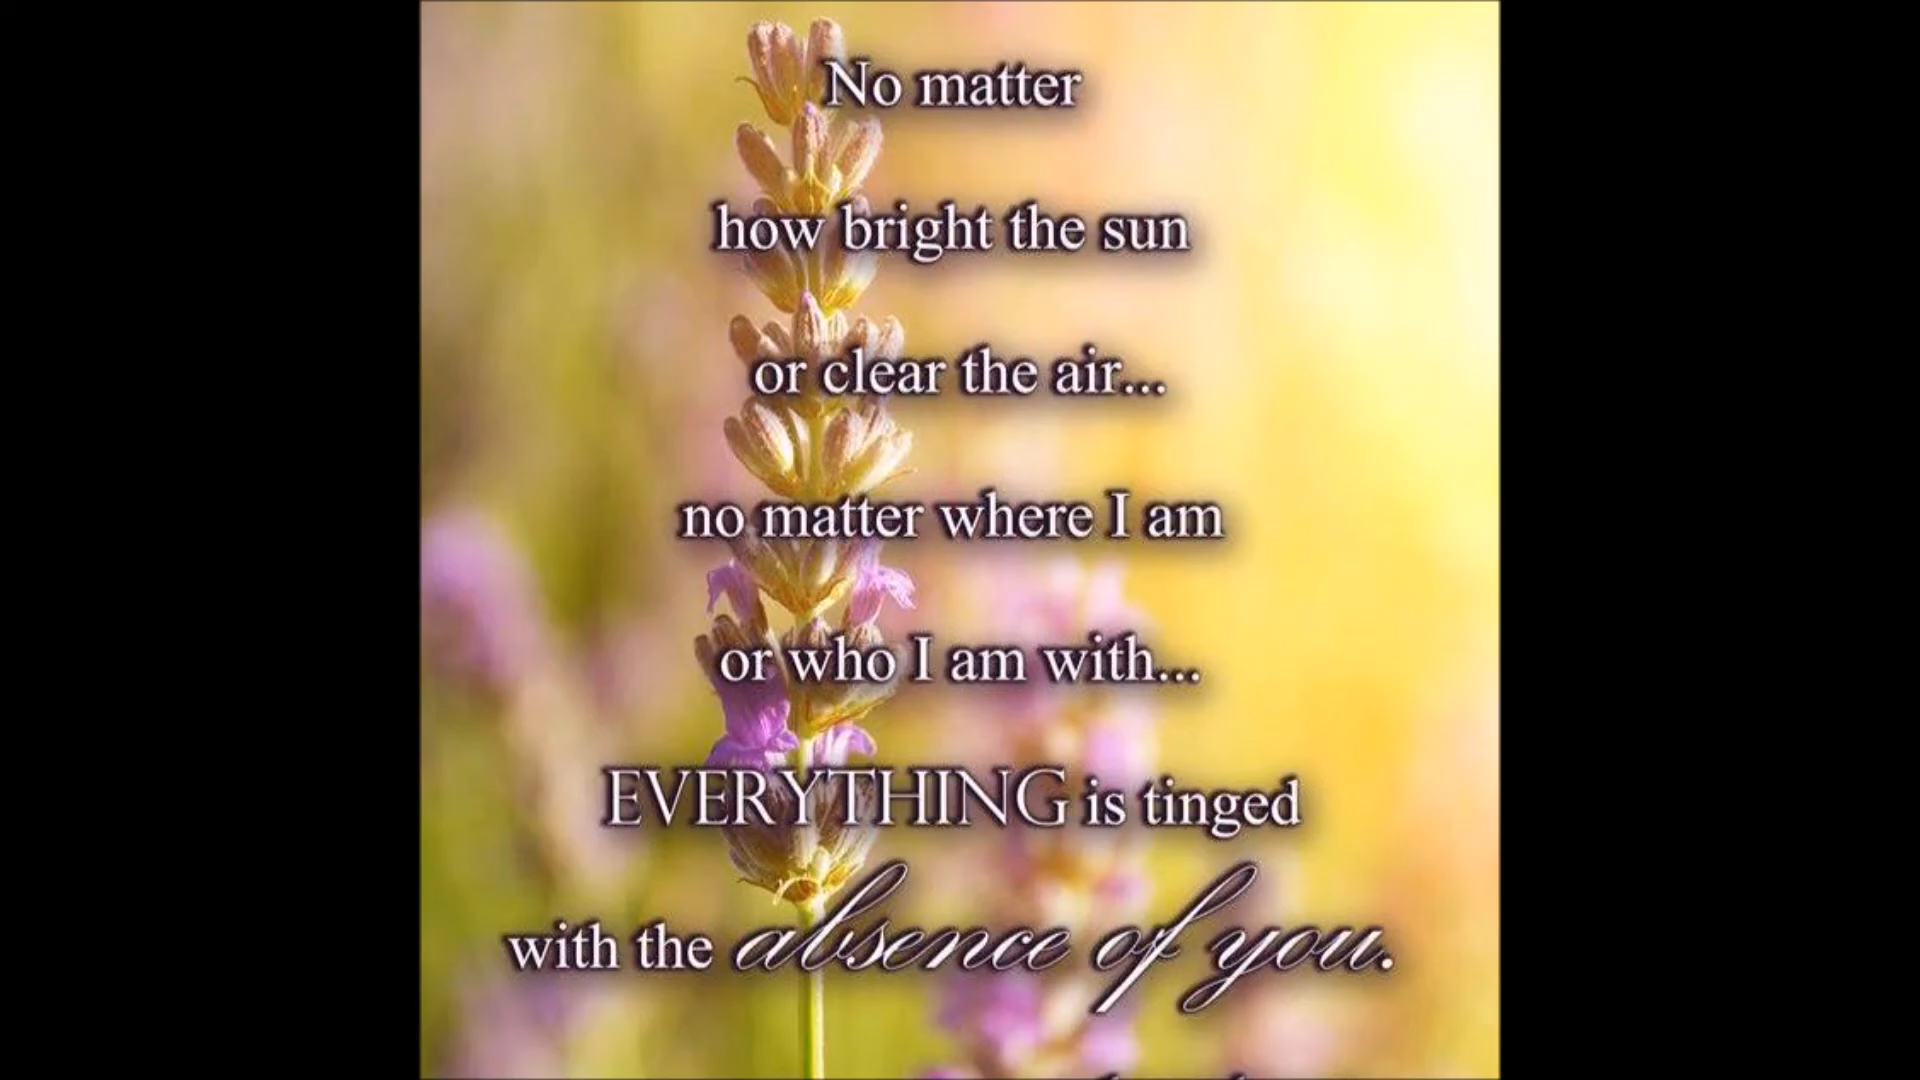 No matter
how bright the sun
or clear the air...
no matter where I am
or who I am with...
EVERYTHING is tinged
with the absence of you.